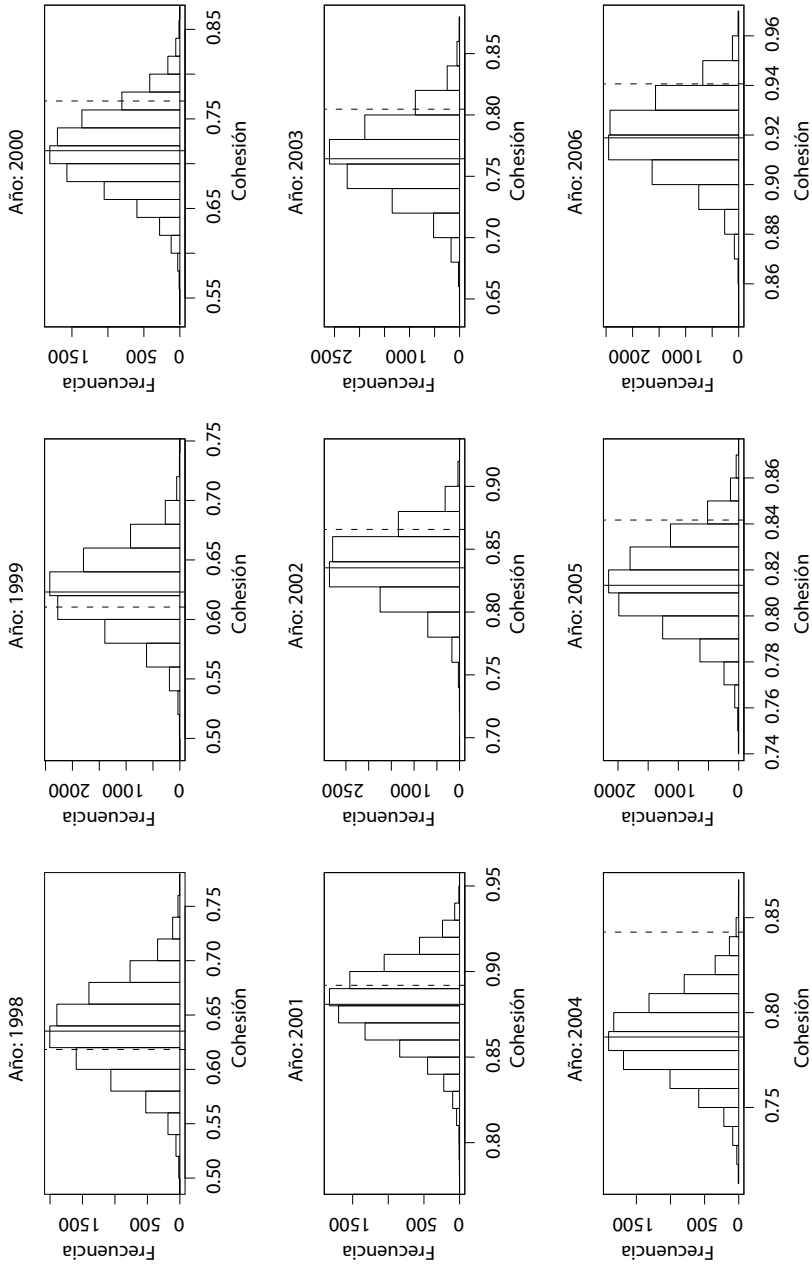 Año: 1998
Frecuencia
0 500 1500
0.50 0.55 0.60 0.65 0.70 0.75
Cohesión
Año: 1999
Frecuencia
0 1000 2000
0.50 0.55 0.60 0.65 0.70 0.75
Cohesión
Año: 2000
Frecuencia
0 500 1500
0.55 0.65 0.75 0.85
Cohesión
Año: 2001
Frecuencia
0 500 1500
0.80 0.85 0.90 0.95
Cohesión
Año: 2002
Frecuencia
0 1000 2500
0.70 0.75 0.80 0.85 0.90
Cohesión
Año: 2003
Frecuencia
0 1000 2500
0.65 0.70 0.75 0.80 0.85
Cohesión
Año: 2004
Frecuencia
0 500 1500
0.75 0.80 0.85
Cohesión
Año: 2005
Frecuencia
0 1000 2000
0.74 0.76 0.78 0.80 0.82 0.84 0.86
Cohesión
Año: 2006
Frecuencia
0 1000 2000
0.86 0.88 0.90 0.92 0.94 0.96
Cohesión